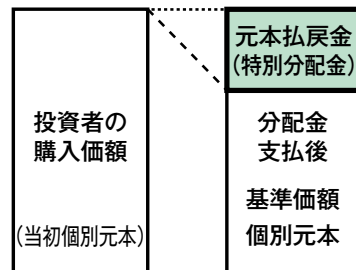 投資者の
購入価額
（当初個別元本）
元本払戻金
（特別分配金）
分配金
支払後
基準価額
個別元本